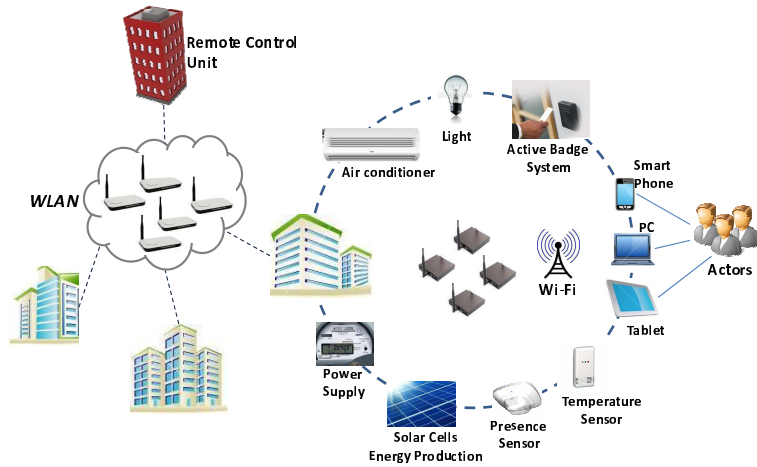 Remote Control
Unit
WLAN
Light
Air conditioner
Active Badge
System
Smart
Phone
PC
Actors
Wi-Fi
Tablet
Power
Supply
Temperature
Sensor
Presence
Sensor
Solar Cells
Energy Production